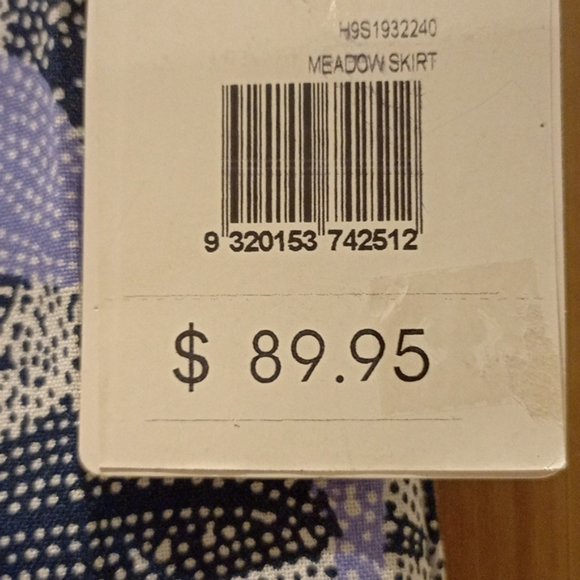 H9S1932240
MEADOW SKIRT
9 320153 742512
$ 89.95